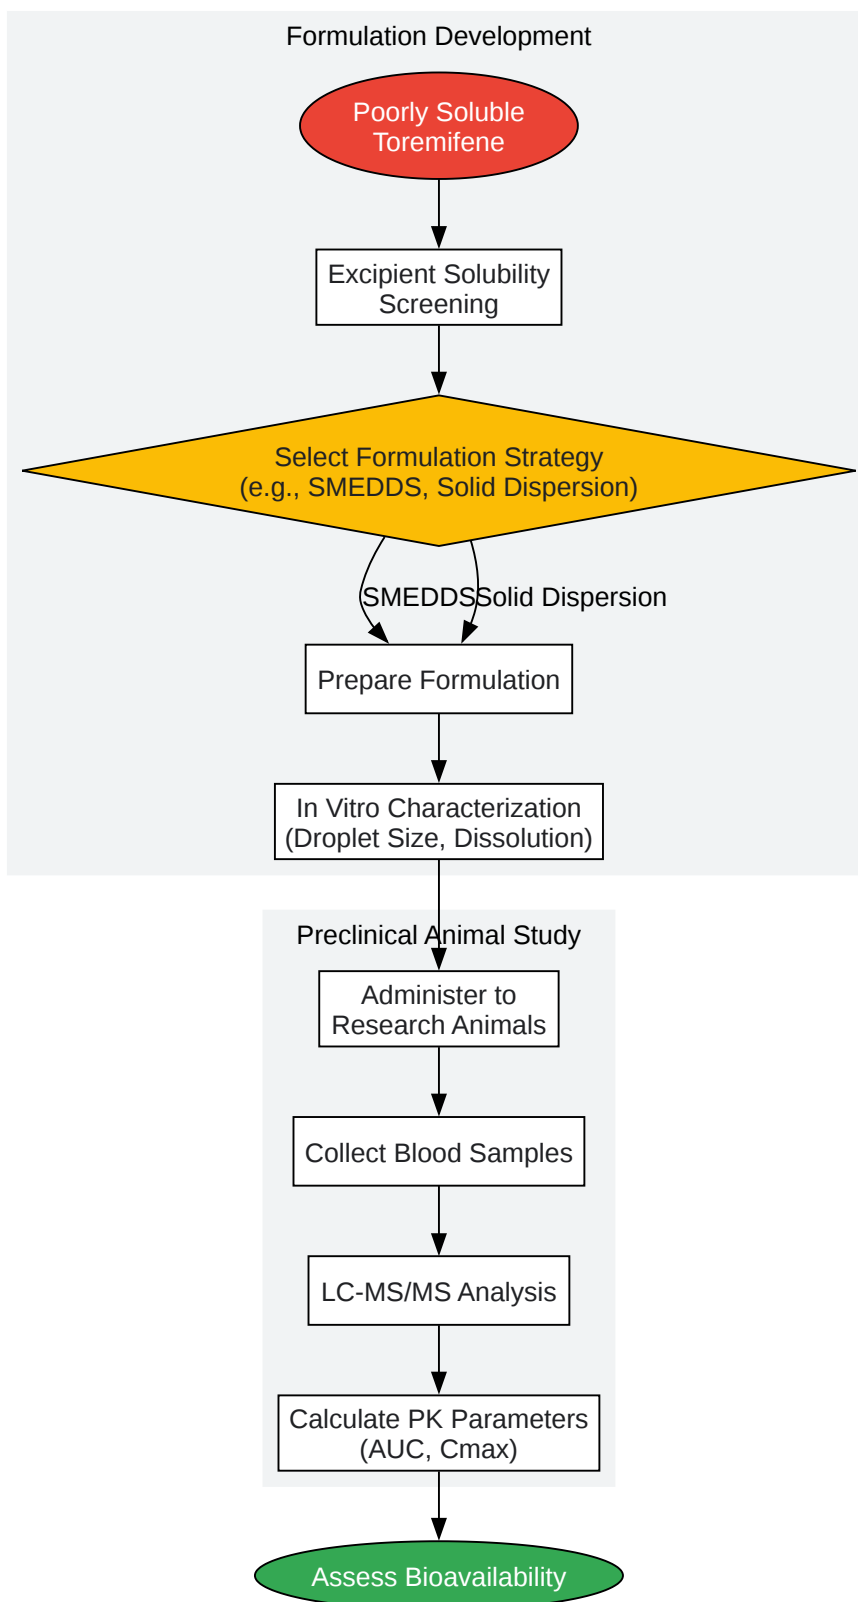 Formulation Development
Poorly Soluble
Toremifene
Excipient Solubility
Screening
Select Formulation Strategy
(e.g., SMEDDS, Solid Dispersion)
SMEDDS
Solid Dispersion
Prepare Formulation
In Vitro Characterization
(Droplet Size, Dissolution)
Preclinical Animal Study
Administer to
Research Animals
Collect Blood Samples
LC-MS/MS Analysis
Calculate PK Parameters
(AUC, Cmax)
Assess Bioavailability